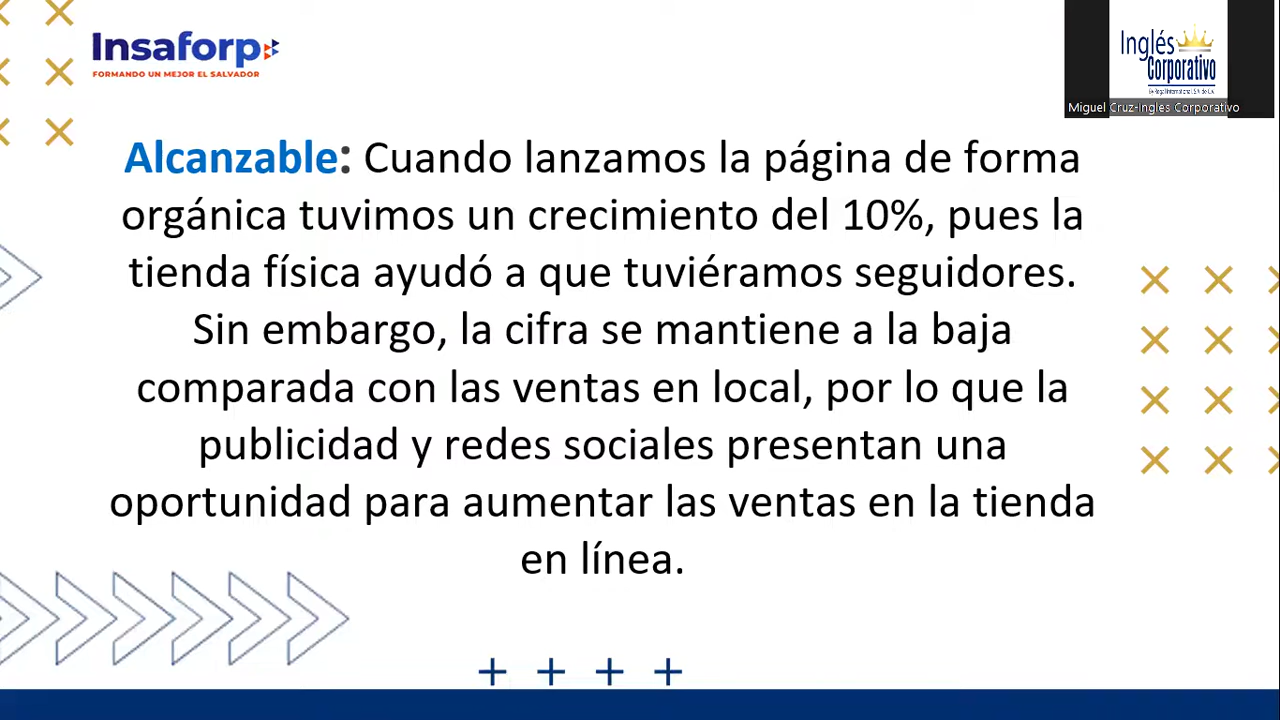 Insaforp
FORMANDO UN MEJOR EL SALVADOR
Inglés
Corporativo
Miguel Cruz-Ingles Corporativo
Alcanzable: Cuando lanzamos la página de forma
orgánica tuvimos un crecimiento del 10%, pues la
tienda física ayudó a que tuviéramos seguidores.
Sin embargo, la cifra se mantiene a la baja
comparada con las ventas en local, por lo que la
publicidad y redes sociales presentan una
oportunidad para aumentar las ventas en la tienda
en línea.